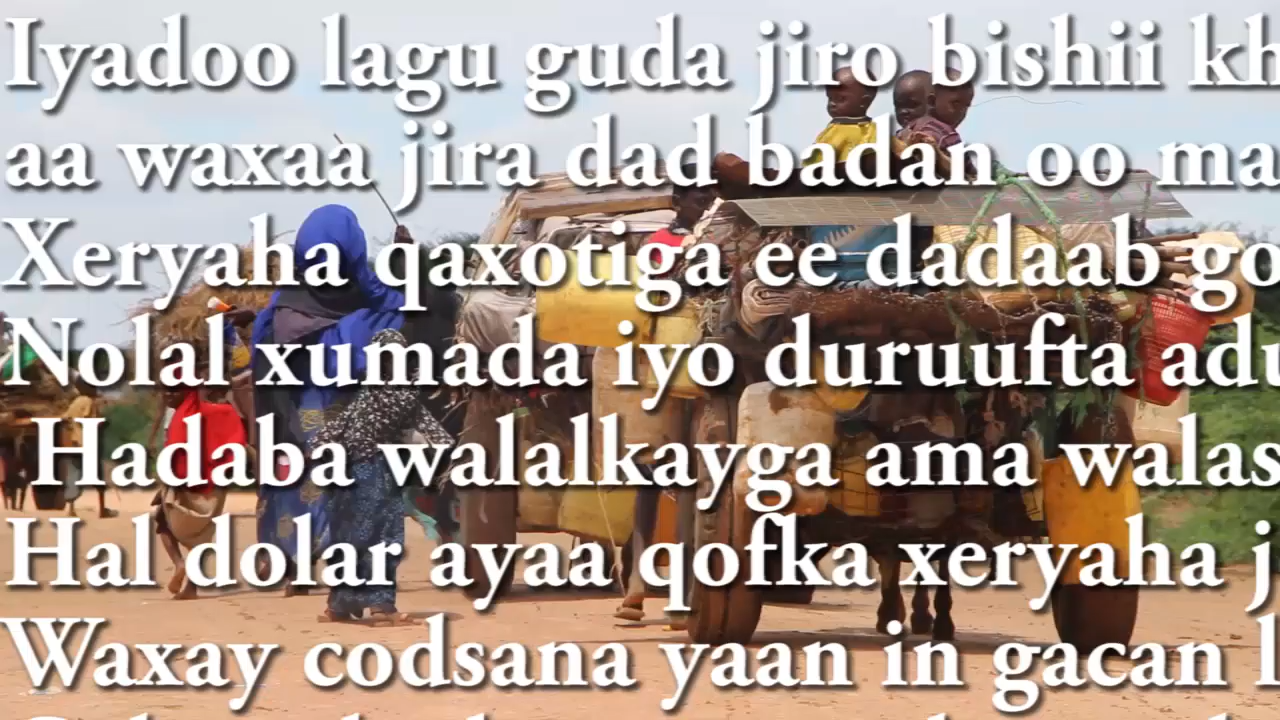 Iyadoo lagu guda jiro bishii kh
aa waxaa jira dad badan oo ma
Xeryaha qaxotiga ee dadaab go
Nolal xumada iyo duruufta adu
Hadaba walalkayga ama walas
Hal dolar ayaa qofka xeryaha j
Waxay codsana yaan in gacan l